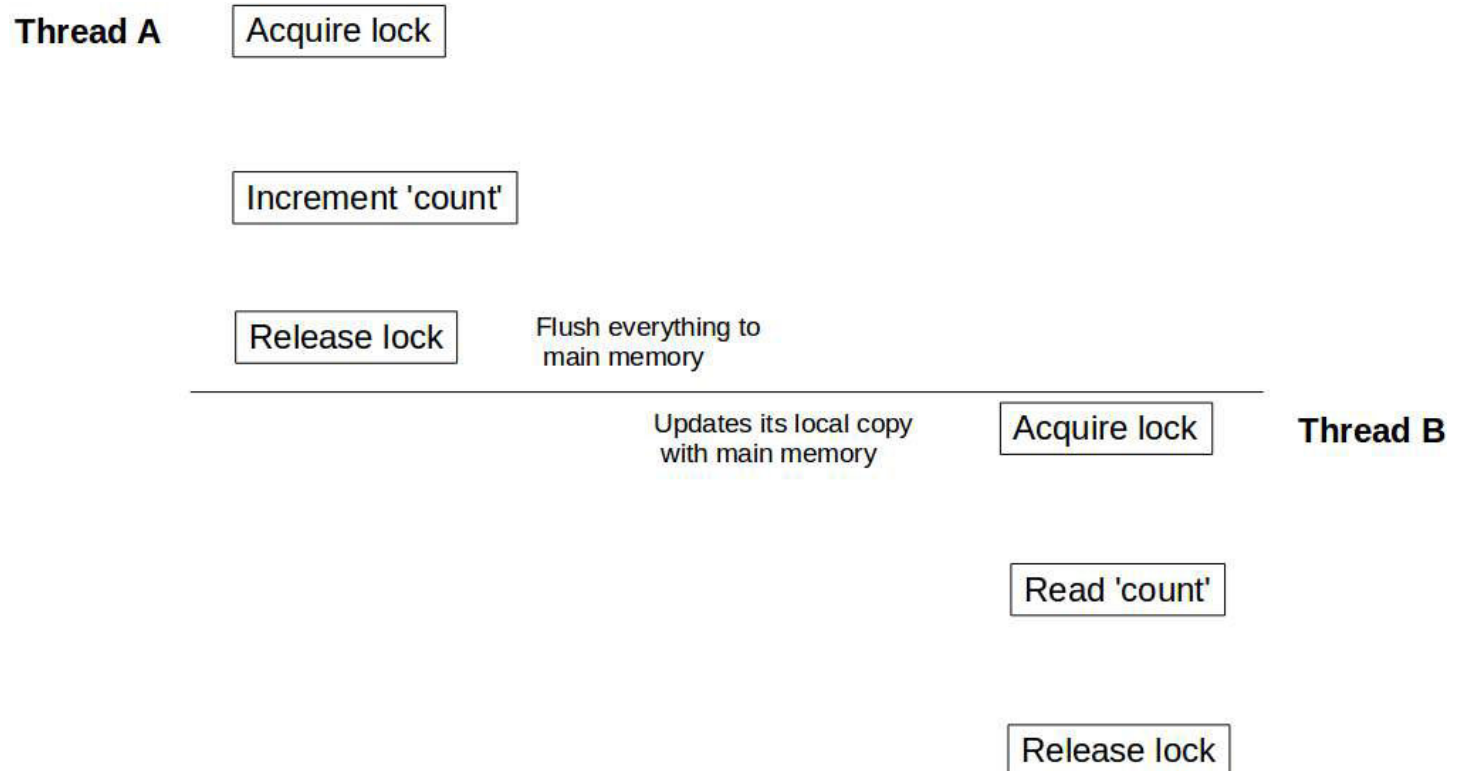 Thread A
Acquire lock
Increment 'count'
Release lock
Flush everything to
main memory
Updates its local copy
with main memory
Acquire lock
Thread B
Read 'count'
Release lock